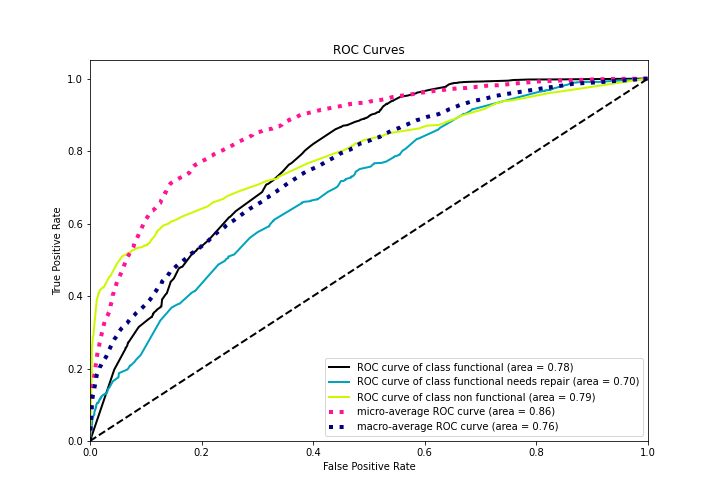 ROC Curves
True Positive Rate
1.0
0.8
0.6
0.4
0.2
0.0
ROC curve of class functional (area = 0.78)
ROC curve of class functional needs repair (area = 0.70)
ROC curve of class non functional (area = 0.79)
micro-average ROC curve (area = 0.86)
macro-average ROC curve (area = 0.76)
0.0 0.2 0.4 0.6 0.8 1.0
False Positive Rate